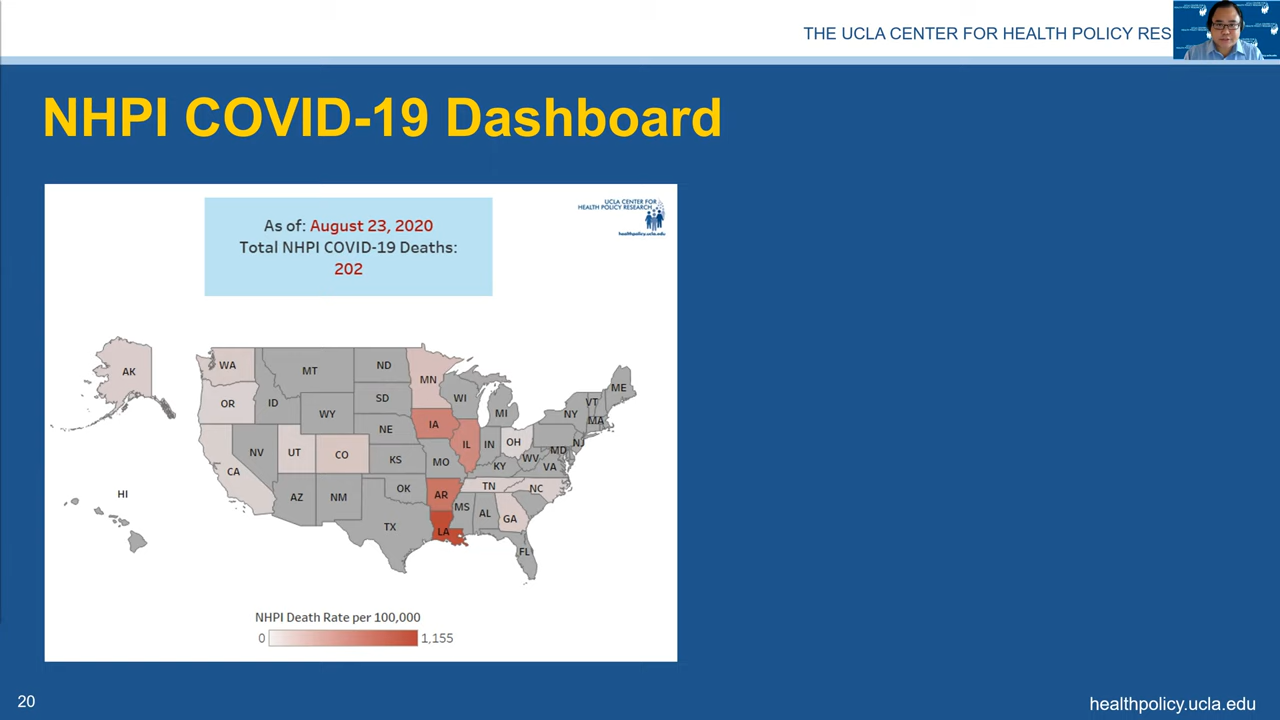 THE UCLA CENTER FOR HEALTH POLICY RES
NHPI COVID-19 Dashboard
As of: August 23, 2020
Total NHPI COVID-19 Deaths:
202
UCLA CENTER FOR
HEALTH POLICY RESEARCH
healthpolicy.ucla.edu
AK
WA
MT
ND
MN
ME
OR
ID
SD
WI
VT
WY
MI
NY
MA
NE
IA
NV
UT
CO
IL
IN
OH
NJ
CA
KS
MO
WV
MD
KY
VA
HI
AZ
NM
OK
AR
TN
NC
TX
MS
AL
GA
LA
FL
NHPI Death Rate per 100,000
0
1,155
20
healthpolicy.ucla.edu